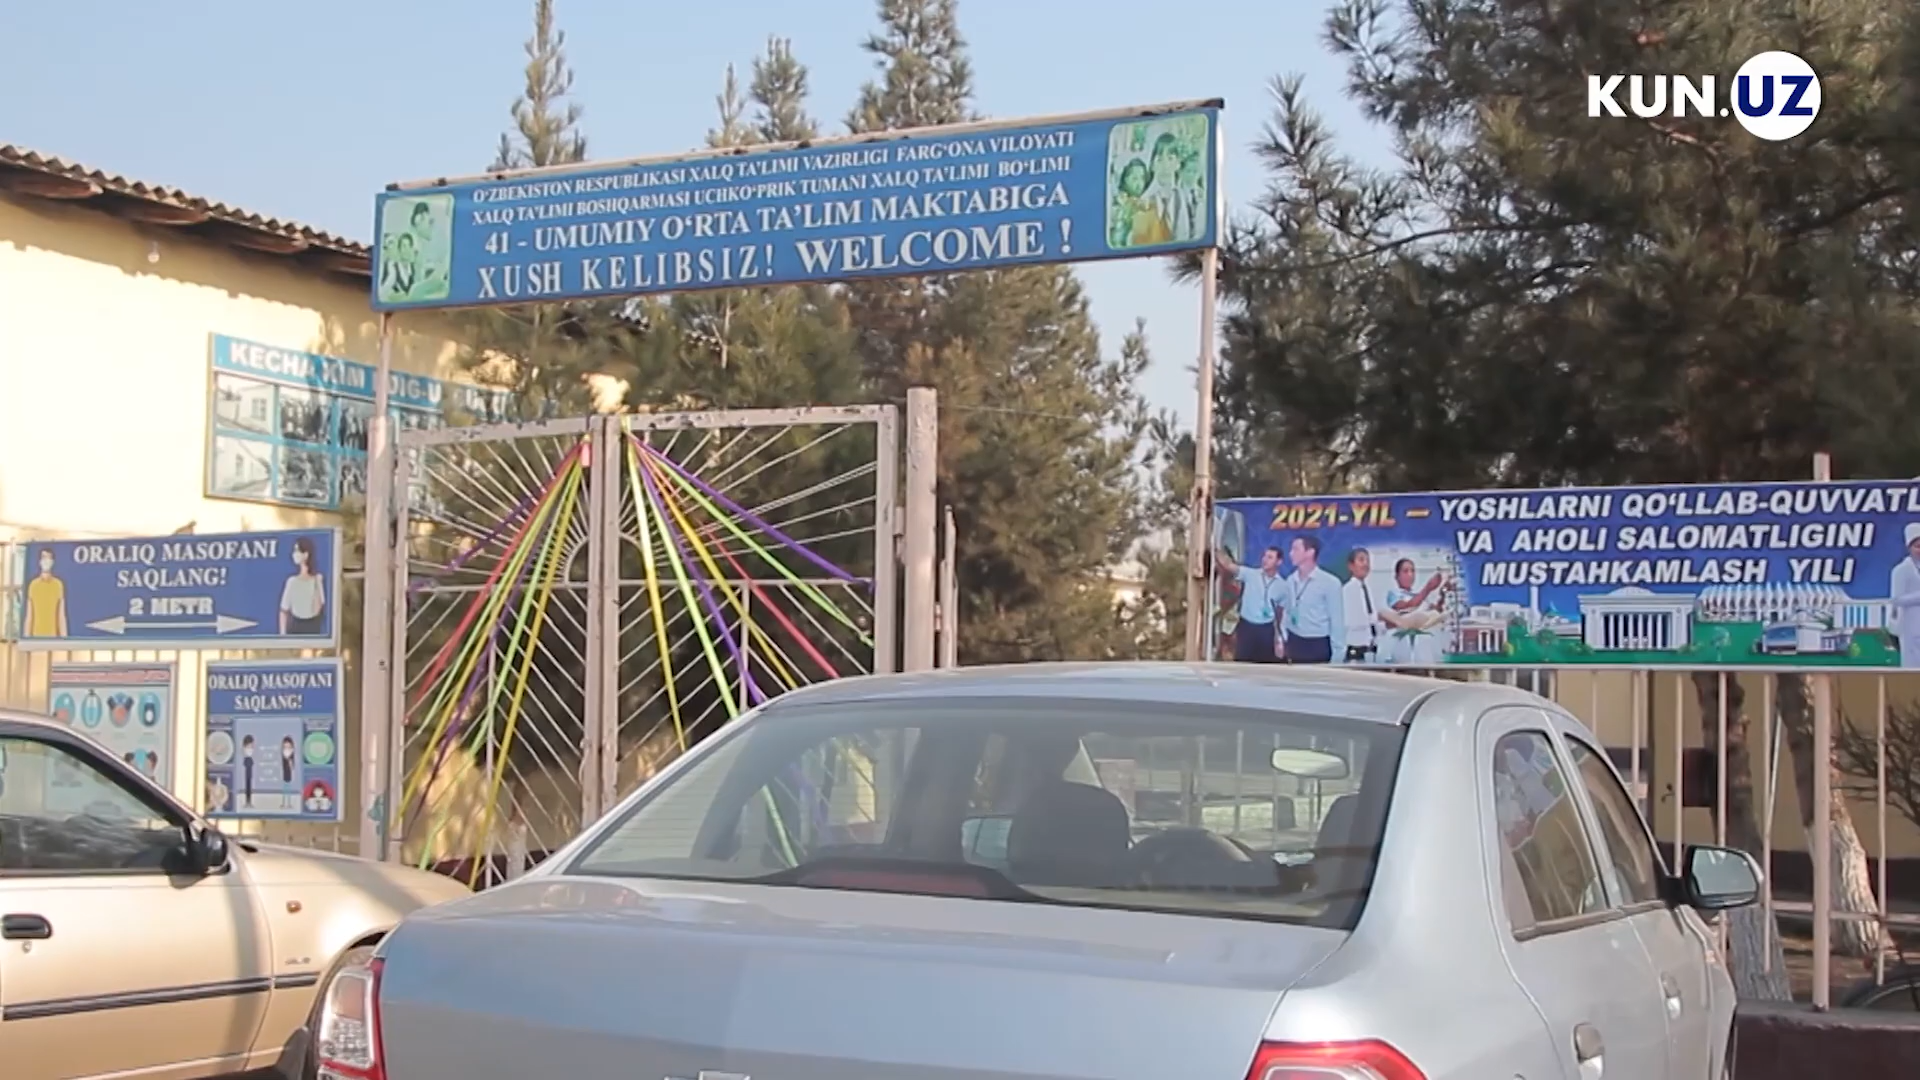 KUN.UZ
O‘ZBEKISTON RESPUBLIKASI XALQ TA’LIMI VAZIRLIGI FARG‘ONA VILOYATI
XALQ TA’LIMI BOSHQARMASI UCHKO‘PRIK TUMANI XALQ TA’LIMI BO‘LIMI
41 - UMUMIY O‘RTA TA’LIM MAKTABIGA
XUSH KELIBSIZ! WELCOME !
KECHA KIM
2021-YIL – YOSHLARNI QO‘LLAB-QUVVATL
VA AHOLI SALOMATLIGINI
MUSTAHKAMLASH YILI
ORALIQ MASOFANI
SAQLANG!
2 METR
ORALIQ MASOFANI
SAQLANG!